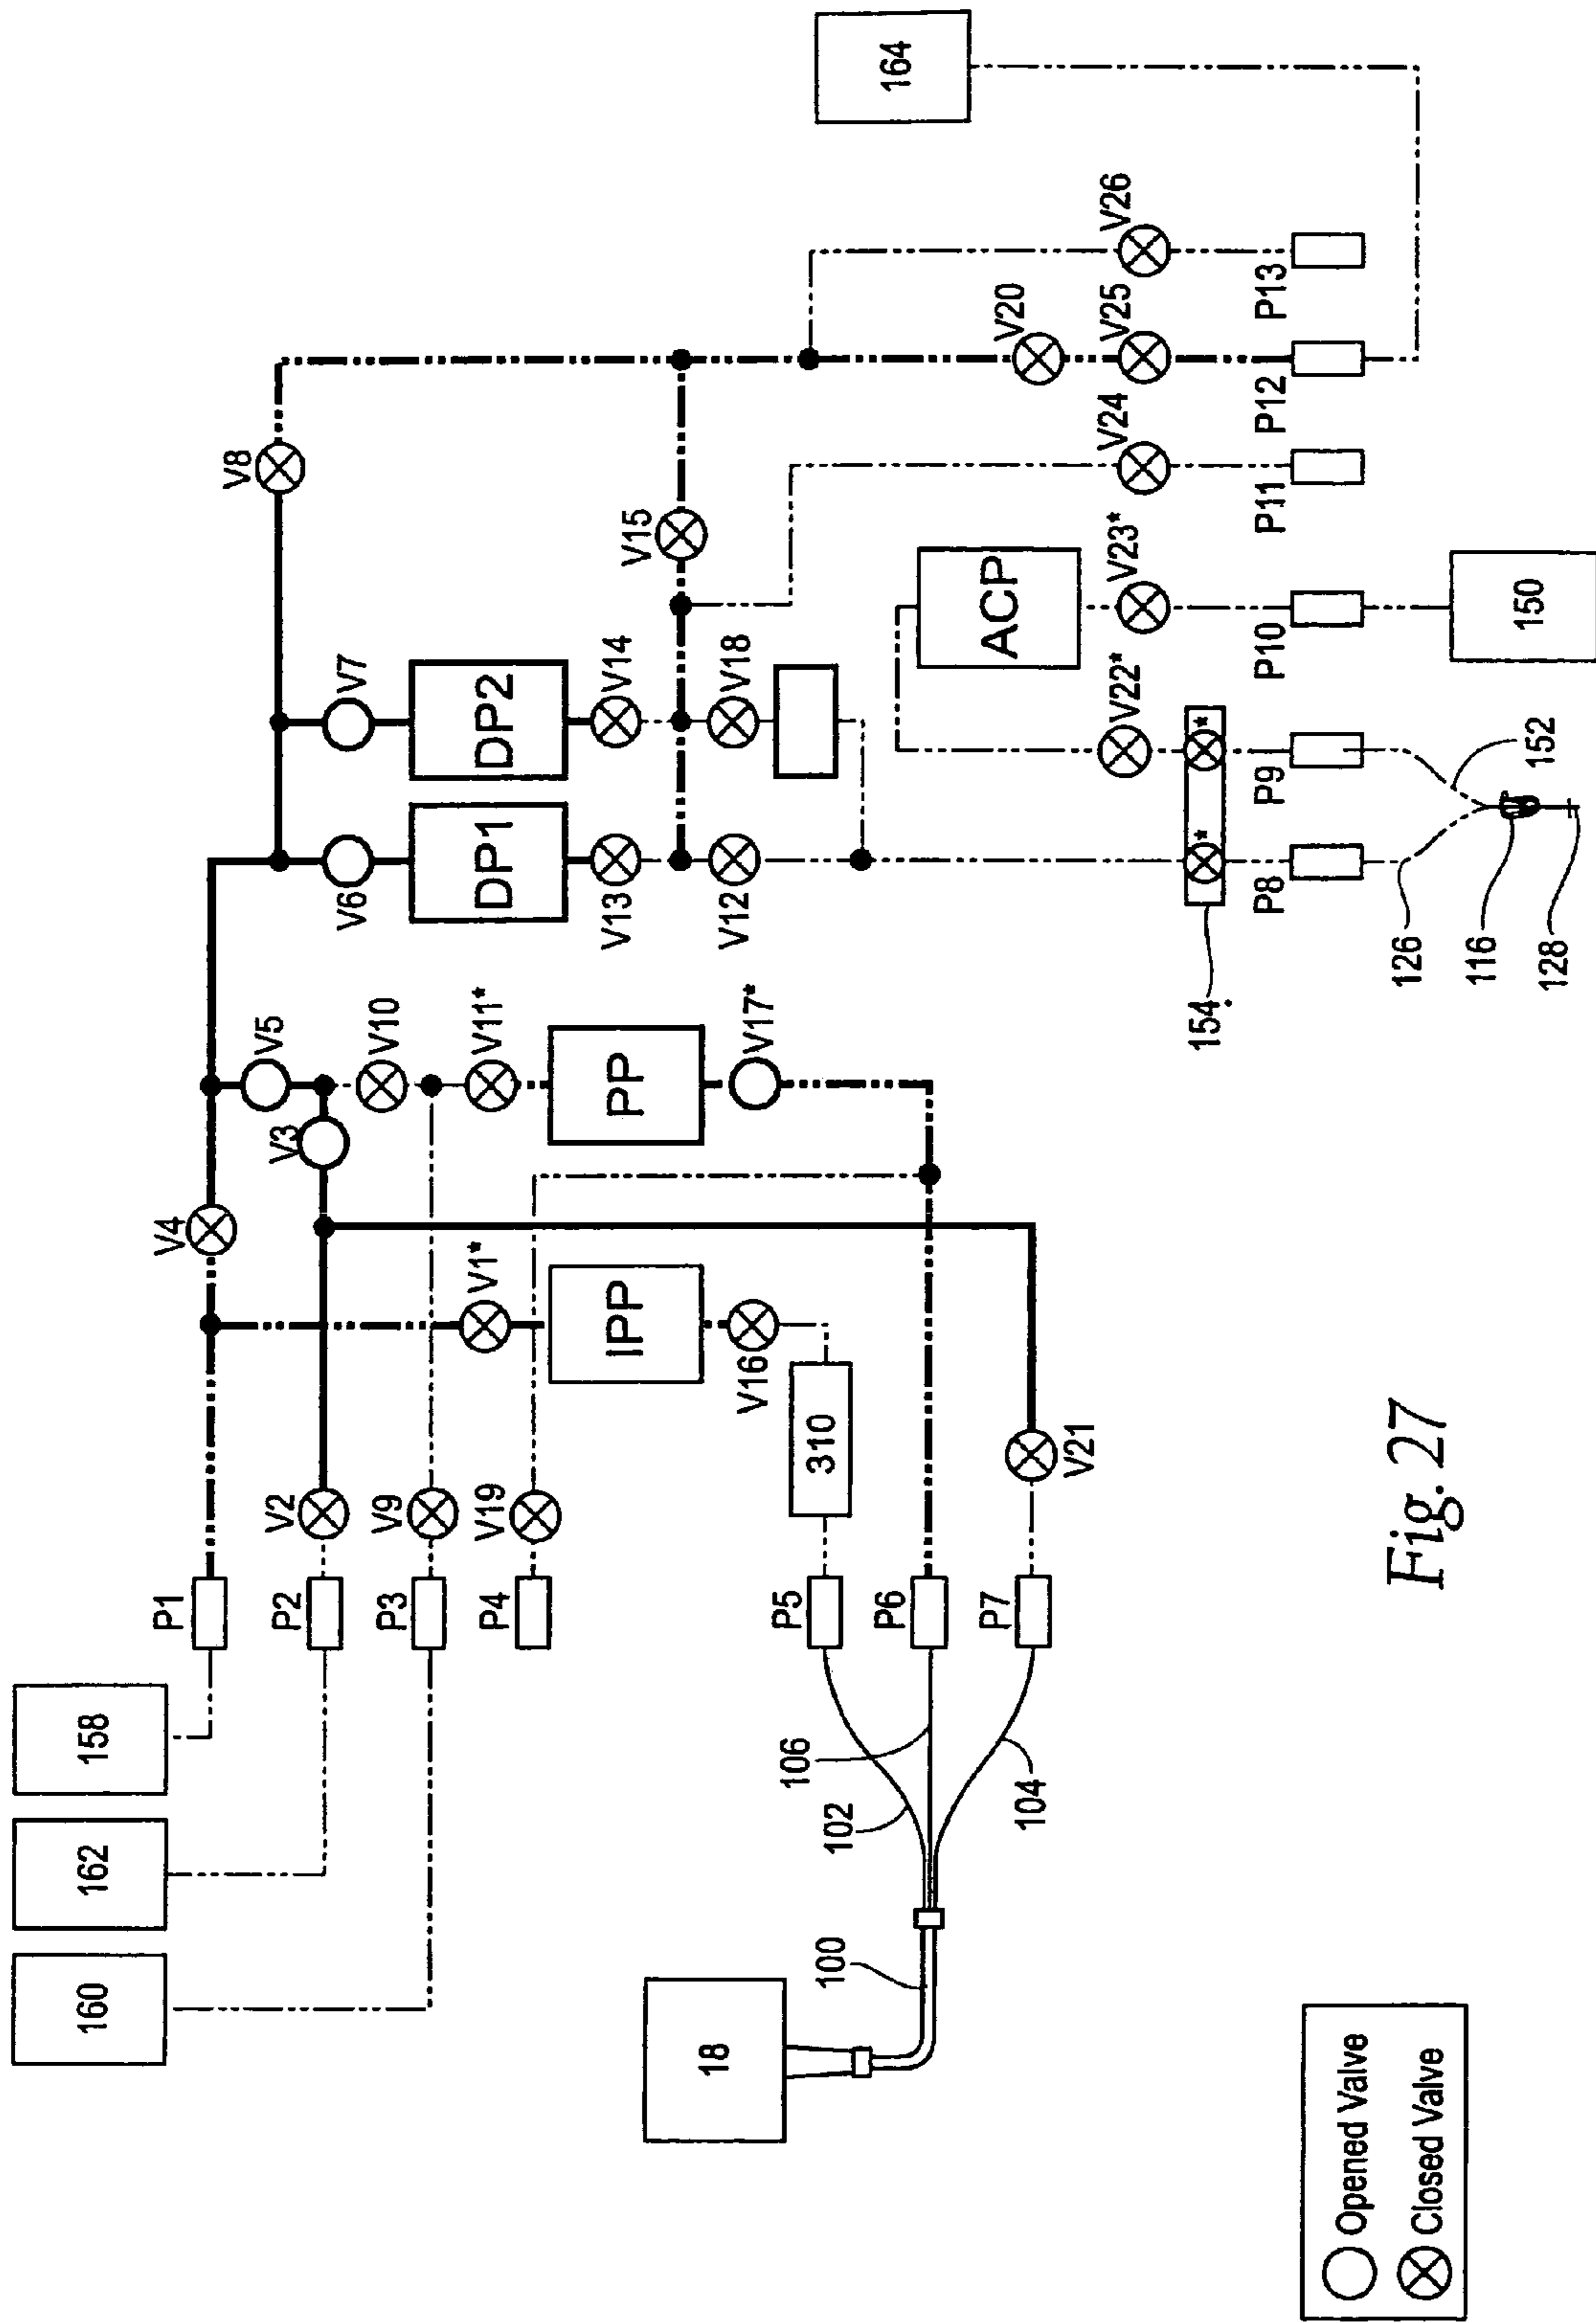 160
162
158
P1
P2
P3
P4
V2
V9
V19
V4
V3
V5
V10
V11*
V1*
IPP
V16
310
PP
V17*
V8
V6
V7
DP1
DP2
V13
V14
V15
V12
V18
ACP
V22*
V23*
V24
V20
V25
V26
164
*
*
154
P8
P9
P10
P11
P12
P13
126
116
128
152
150
18
100
102
106
104
P5
P6
P7
V21
Opened Valve
Closed Valve
Fig. 27